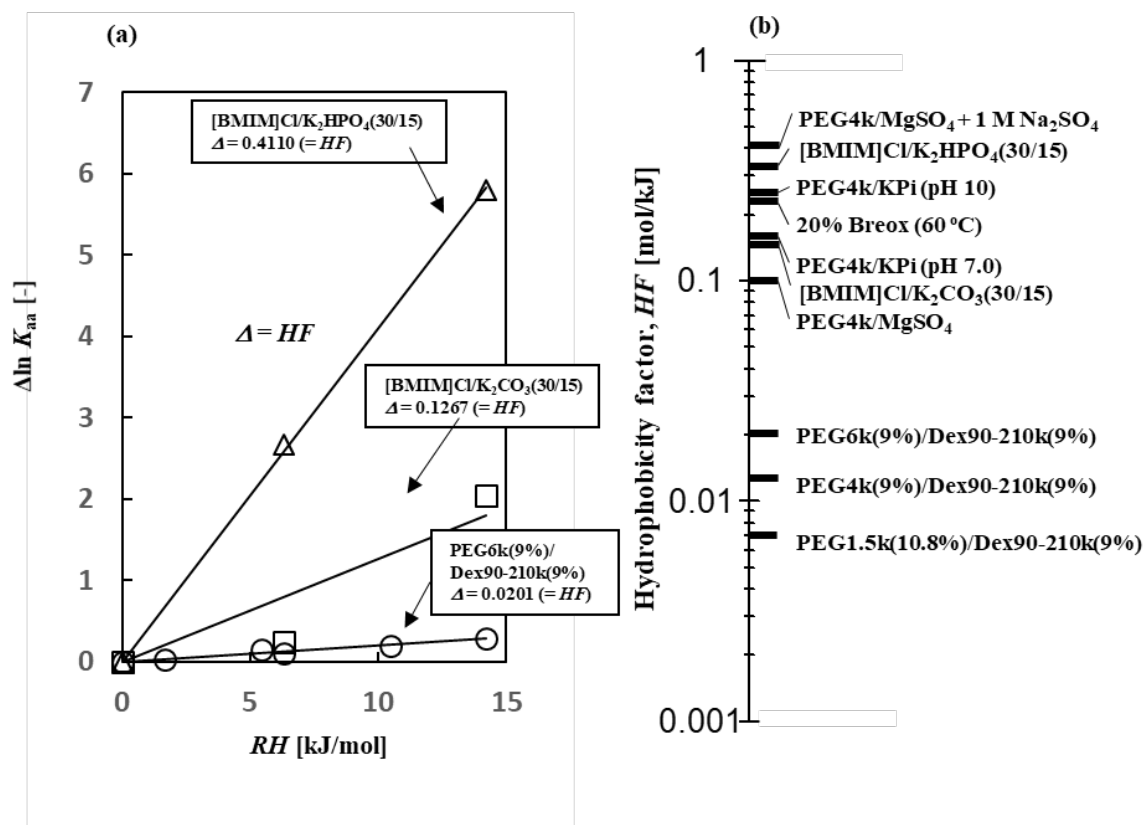 (a)
7
6
5
4
3
2
1
0
Δln Kaa [-]
[BMIM]Cl/K2HPO4(30/15)
Δ = 0.4110 (= HF)
Δ = HF
[BMIM]Cl/K2CO3(30/15)
Δ = 0.1267 (= HF)
PEG6k(9%)/
Dex90-210k(9%)
Δ = 0.0201 (= HF)
0 5 10 15
RH [kJ/mol]
(b)
Hydrophobicity factor, HF [mol/kJ]
1
0.1
0.01
0.001
PEG4k/MgSO4 + 1 M Na2SO4
[BMIM]Cl/K2HPO4(30/15)
PEG4k/KPi (pH 10)
20% Breox (60 °C)
PEG4k/KPi (pH 7.0)
[BMIM]Cl/K2CO3(30/15)
PEG4k/MgSO4
PEG6k(9%)/Dex90-210k(9%)
PEG4k(9%)/Dex90-210k(9%)
PEG1.5k(10.8%)/Dex90-210k(9%)